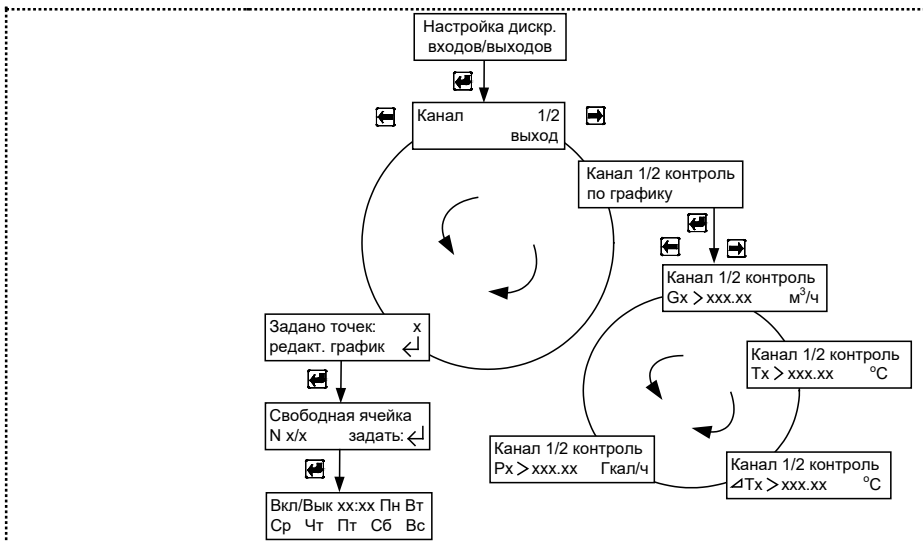 Настройка дискр.
входов/выходов
Канал 1/2
выход
Канал 1/2 контроль
по графику
Канал 1/2 контроль
Gx > xxx.xx м³/ч
Задано точек: x
редакт. график ↵
Канал 1/2 контроль
Tx > xxx.xx °C
Свободная ячейка
N x/x задать: ↵
Канал 1/2 контроль
Px > xxx.xx Гкал/ч
Канал 1/2 контроль
⊿Tx > xxx.xx °C
Вкл/Вык xx:xx Пн Вт
Ср Чт Пт Сб Вс